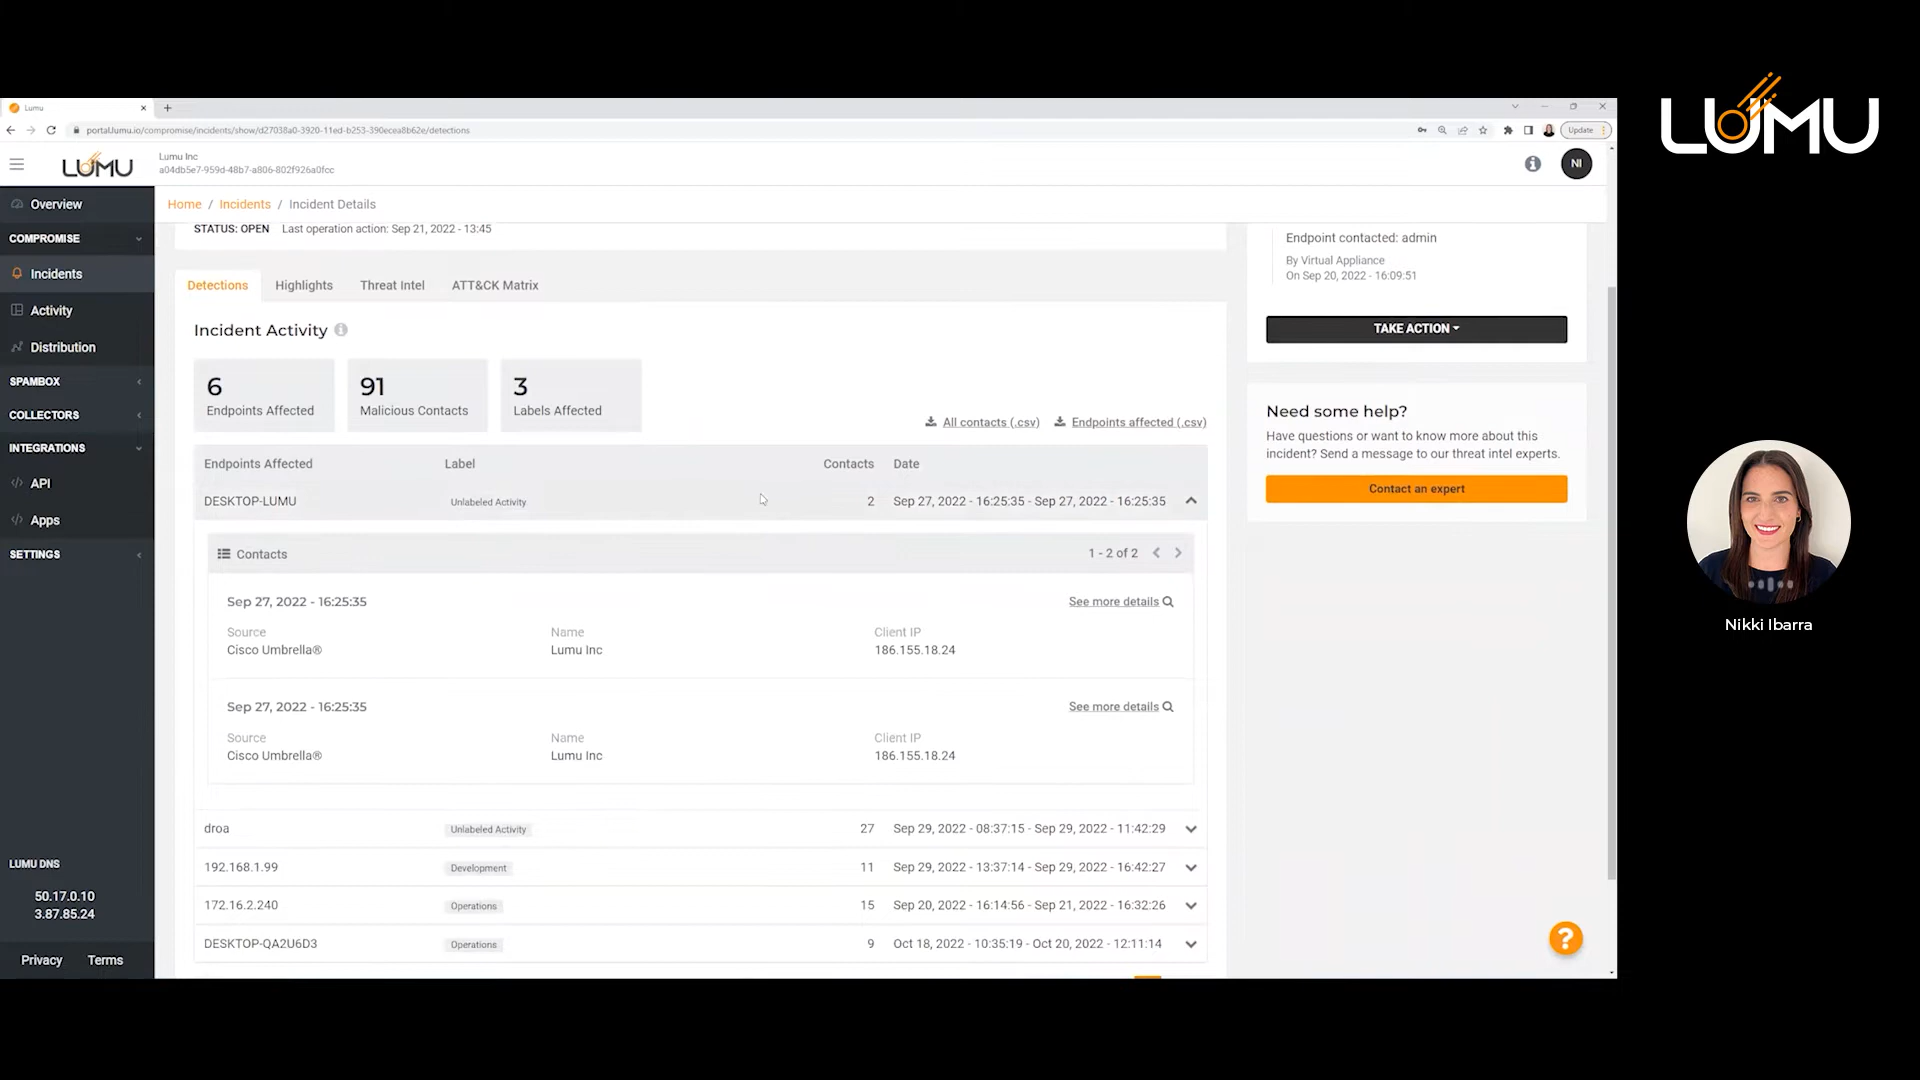 LUMU
Lumu
Update
portal.lumu.io/compromise/incidents/show/d27038a0-3920-11ed-b253-390ecea8b62e/detections
LUMU
Lumu Inc
a04db5e7-959d-48b7-a806-802f926a0fcc
NI
Overview
COMPROMISE
Incidents
Activity
Distribution
SPAMBOX
COLLECTORS
INTEGRATIONS
API
Apps
SETTINGS
LUMU DNS
50.17.0.10
3.87.85.24
Privacy Terms
Home / Incidents / Incident Details
STATUS: OPEN Last operation action: Sep 21, 2022 - 13:45
Detections Highlights Threat Intel ATT&CK Matrix
Incident Activity
6
Endpoints Affected
91
Malicious Contacts
3
Labels Affected
All contacts (.csv) Endpoints affected (.csv)
Endpoints Affected Label Contacts Date
DESKTOP-LUMU Unlabeled Activity 2 Sep 27, 2022 - 16:25:35 - Sep 27, 2022 - 16:25:35
Contacts 1 - 2 of 2
Sep 27, 2022 - 16:25:35 See more details
Source Name Client IP
Cisco Umbrella® Lumu Inc 186.155.18.24
Sep 27, 2022 - 16:25:35 See more details
Source Name Client IP
Cisco Umbrella® Lumu Inc 186.155.18.24
droa Unlabeled Activity 27 Sep 29, 2022 - 08:37:15 - Sep 29, 2022 - 11:42:29
192.168.1.99 Development 11 Sep 29, 2022 - 13:37:14 - Sep 29, 2022 - 16:42:27
172.16.2.240 Operations 15 Sep 20, 2022 - 16:14:56 - Sep 21, 2022 - 16:32:26
DESKTOP-QA2U6D3 Operations 9 Oct 18, 2022 - 10:35:19 - Oct 20, 2022 - 12:11:14
Endpoint contacted: admin
By Virtual Appliance
On Sep 20, 2022 - 16:09:51
TAKE ACTION
Need some help?
Have questions or want to know more about this
incident? Send a message to our threat intel experts.
Contact an expert
?
Nikki Ibarra